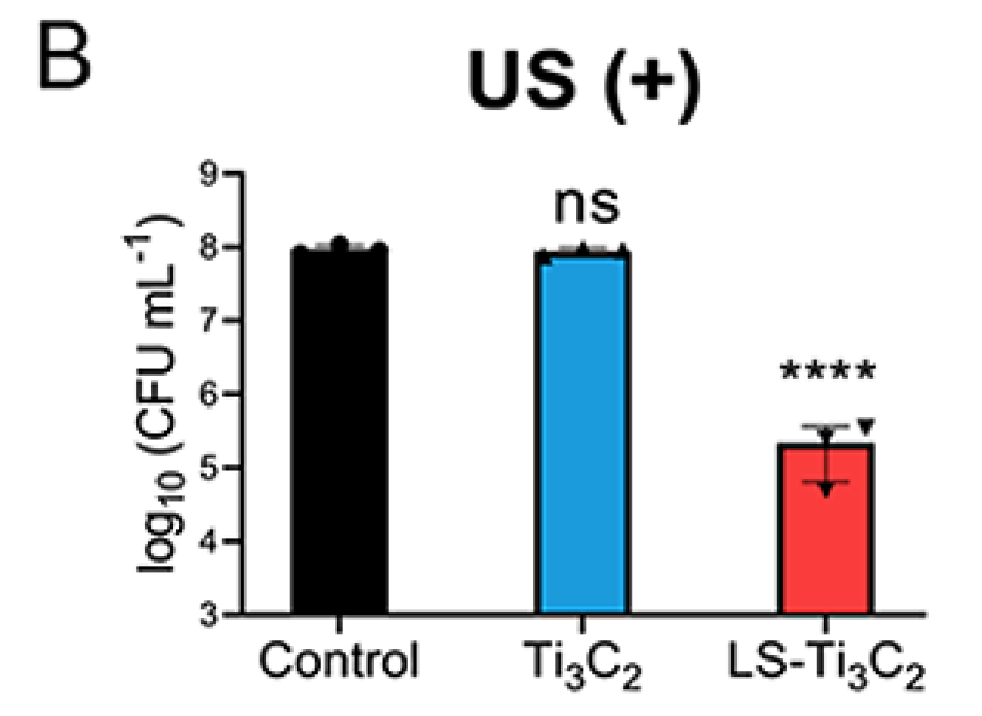 B
US (+)
9
8
7
6
5
4
3
log₁₀ (CFU mL⁻¹)
ns
****
Control
Ti₃C₂
LS-Ti₃C₂